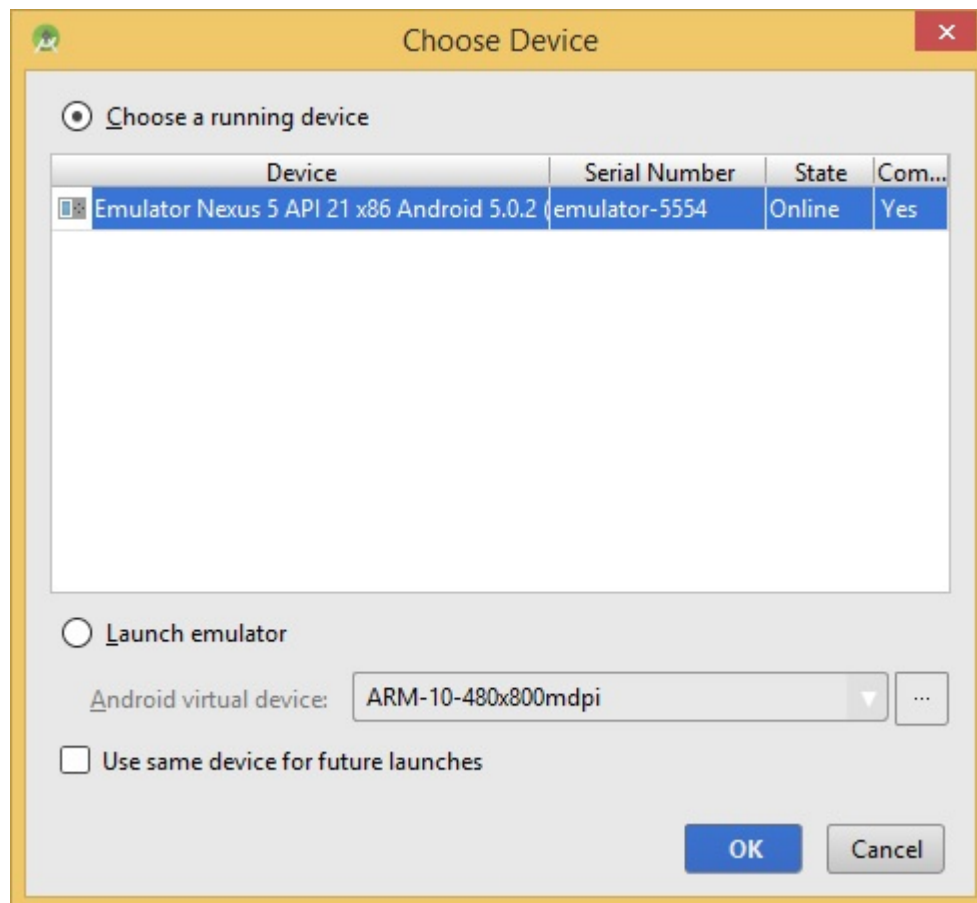 Choose Device
Choose a running device
Device Serial Number State Com...
Emulator Nexus 5 API 21 x86 Android 5.0.2 ( emulator-5554 Online Yes
Launch emulator
Android virtual device: ARM-10-480x800mdpi ...
Use same device for future launches
OK Cancel